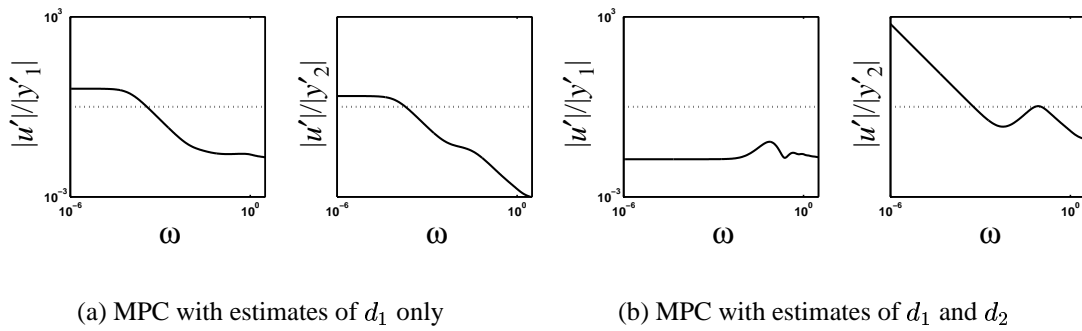 10³ 10³
|u'|/|y'₁| |u'|/|y'₂| |u'|/|y'₁| |u'|/|y'₂|
10⁻³ 10⁻³
10⁻⁶ 10⁰ 10⁻⁶ 10⁰ 10⁻⁶ 10⁰ 10⁻⁶ 10⁰
ω ω ω ω
(a) MPC with estimates of d₁ only (b) MPC with estimates of d₁ and d₂